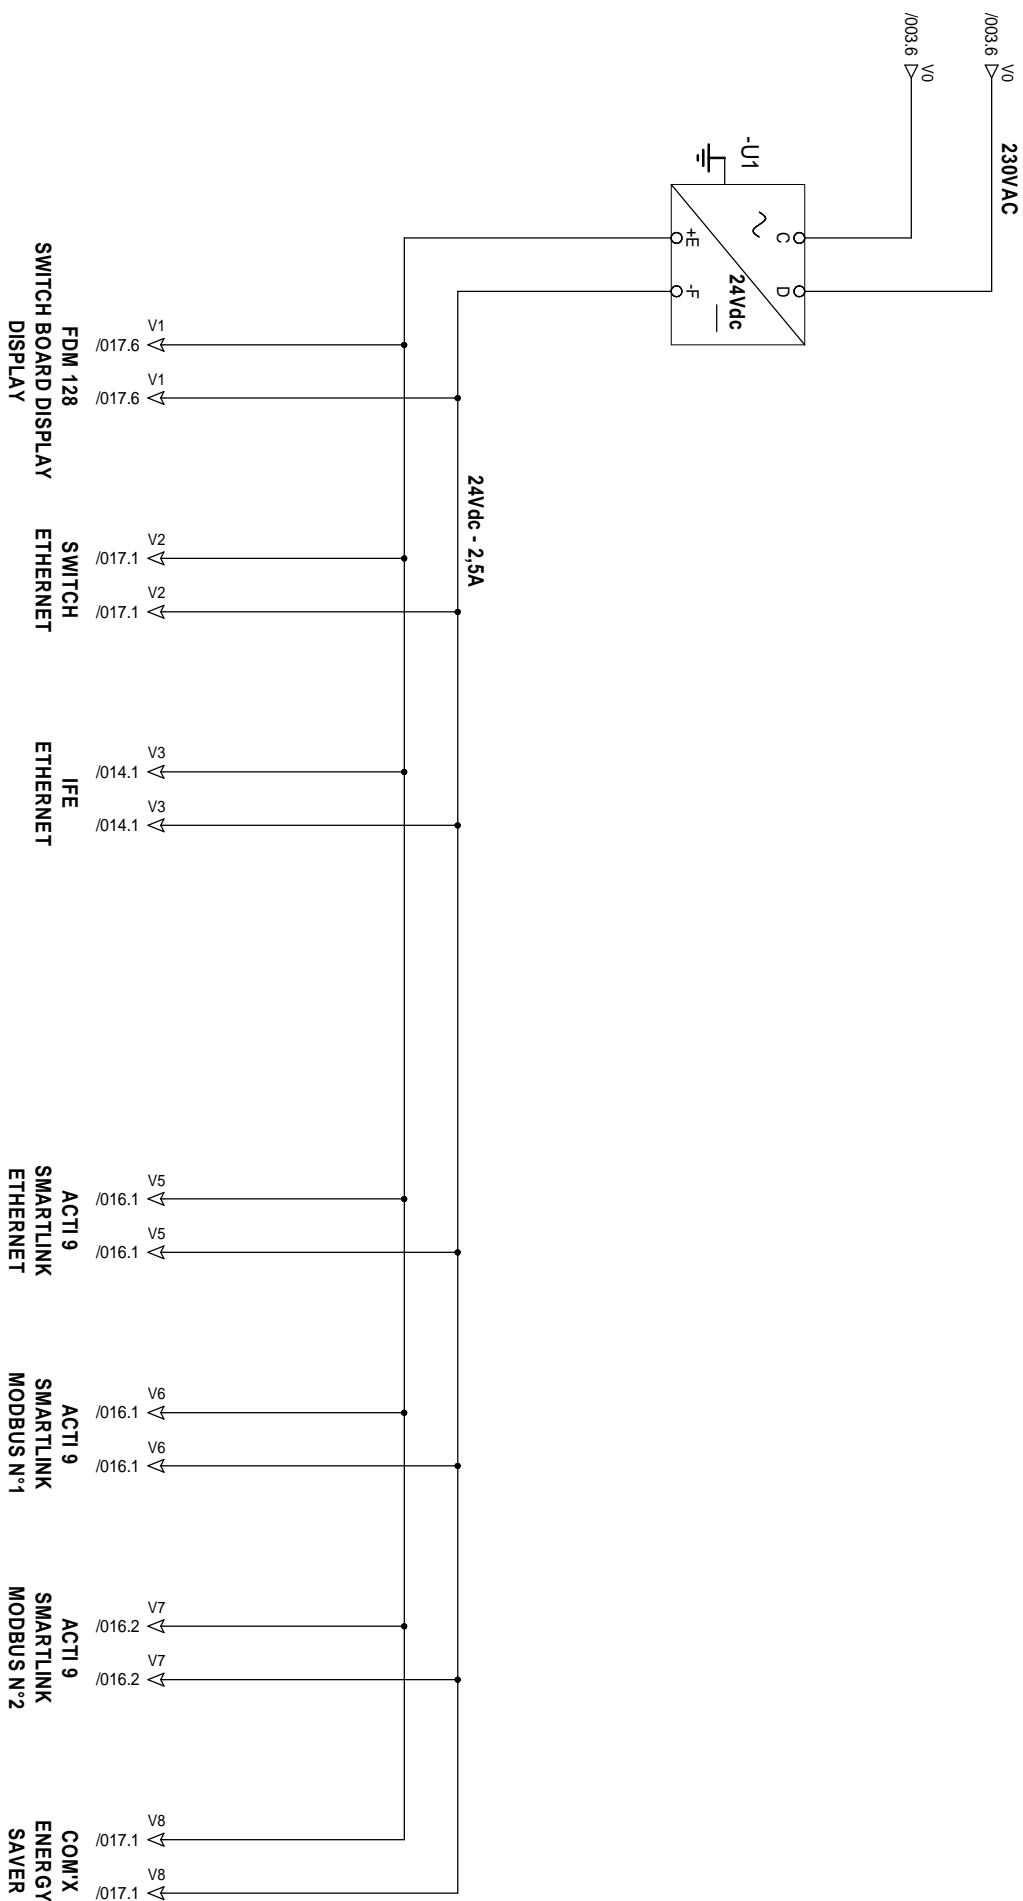 /003.6
V0
/003.6
V0
230VAC
-U1
C
D
24Vdc
+E
-F
24Vdc - 2,5A
V1
/017.6
V1
/017.6
FDM 128
SWITCH BOARD DISPLAY
DISPLAY
V2
/017.1
V2
/017.1
SWITCH
ETHERNET
V3
/014.1
V3
/014.1
IFE
ETHERNET
V5
/016.1
V5
/016.1
ACTI 9
SMARTLINK
ETHERNET
V6
/016.1
V6
/016.1
ACTI 9
SMARTLINK
MODBUS N°1
V7
/016.2
V7
/016.2
ACTI 9
SMARTLINK
MODBUS N°2
V8
/017.1
V8
/017.1
COM'X
ENERGY
SAVER